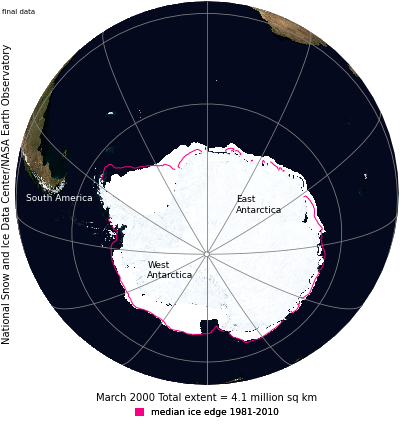 final data
National Snow and Ice Data Center/NASA Earth Observatory
South America
East
Antarctica
West
Antarctica
March 2000 Total extent = 4.1 million sq km
median ice edge 1981-2010